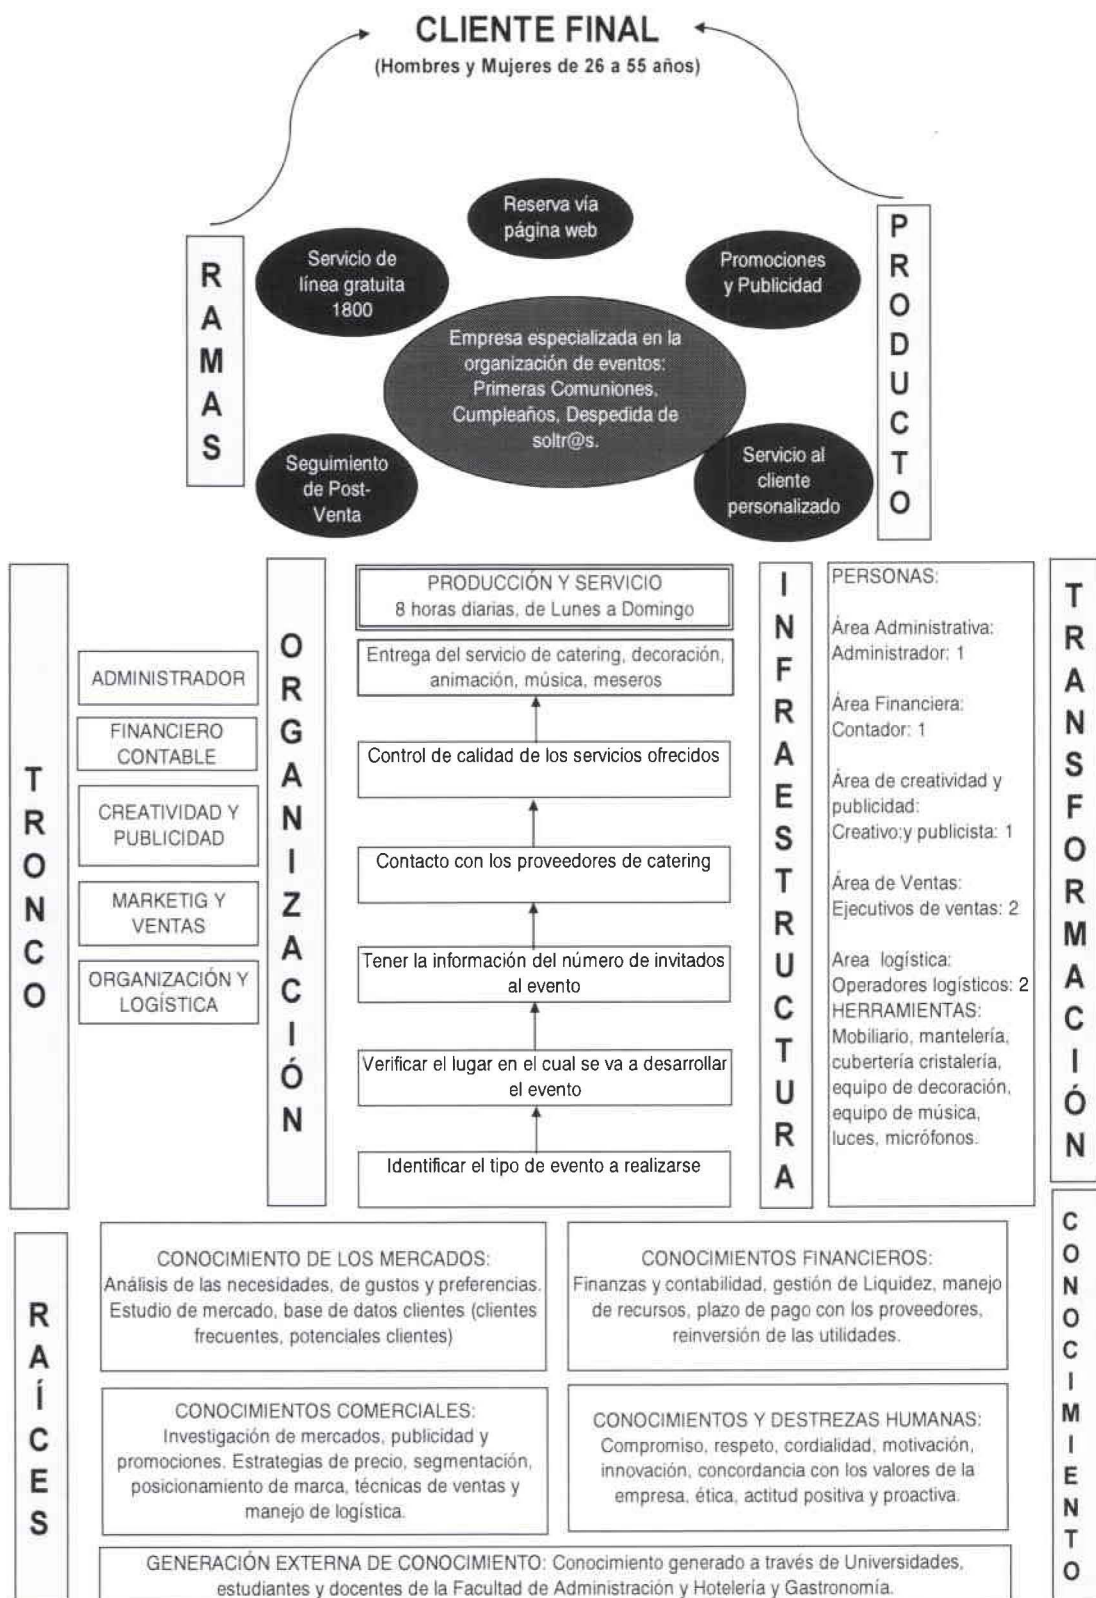 CLIENTE FINAL
(Hombres y Mujeres de 26 a 55 años)
RAMAS
PRODUCTO
Reserva vía
página web
Servicio de
línea gratuita
1800
Promociones
y Publicidad
Empresa especializada en la
organización de eventos:
Primeras Comuniones,
Cumpleaños, Despedida de
soltr@s.
Seguimiento
de Post-
Venta
Servicio al
cliente
personalizado
TRONCO
ADMINISTRADOR
FINANCIERO
CONTABLE
CREATIVIDAD Y
PUBLICIDAD
MARKETIG Y
VENTAS
ORGANIZACIÓN Y
LOGÍSTICA
ORGANIZACIÓN
PRODUCCIÓN Y SERVICIO
8 horas diarias, de Lunes a Domingo
Entrega del servicio de catering, decoración,
animación, música, meseros
Control de calidad de los servicios ofrecidos
Contacto con los proveedores de catering
Tener la información del número de invitados
al evento
Verificar el lugar en el cual se va a desarrollar
el evento
Identificar el tipo de evento a realizarse
INFRAESTRUCTURA
PERSONAS:
Área Administrativa:
Administrador: 1
Área Financiera:
Contador: 1
Área de creatividad y
publicidad:
Creativo:y publicista: 1
Área de Ventas:
Ejecutivos de ventas: 2
Area logística:
Operadores logísticos: 2
HERRAMIENTAS:
Mobiliario, mantelería,
cubertería cristalería,
equipo de decoración,
equipo de música,
luces, micrófonos.
TRANSFORMACIÓN
RAÍCES
CONOCIMIENTO DE LOS MERCADOS:
Análisis de las necesidades, de gustos y preferencias.
Estudio de mercado, base de datos clientes (clientes
frecuentes, potenciales clientes)
CONOCIMIENTOS FINANCIEROS:
Finanzas y contabilidad, gestión de Liquidez, manejo
de recursos, plazo de pago con los proveedores,
reinversión de las utilidades.
CONOCIMIENTOS COMERCIALES:
Investigación de mercados, publicidad y
promociones. Estrategias de precio, segmentación,
posicionamiento de marca, técnicas de ventas y
manejo de logística.
CONOCIMIENTOS Y DESTREZAS HUMANAS:
Compromiso, respeto, cordialidad, motivación,
innovación, concordancia con los valores de la
empresa, ética, actitud positiva y proactiva.
GENERACIÓN EXTERNA DE CONOCIMIENTO: Conocimiento generado a través de Universidades,
estudiantes y docentes de la Facultad de Administración y Hotelería y Gastronomía.
CONOCIMIENTO